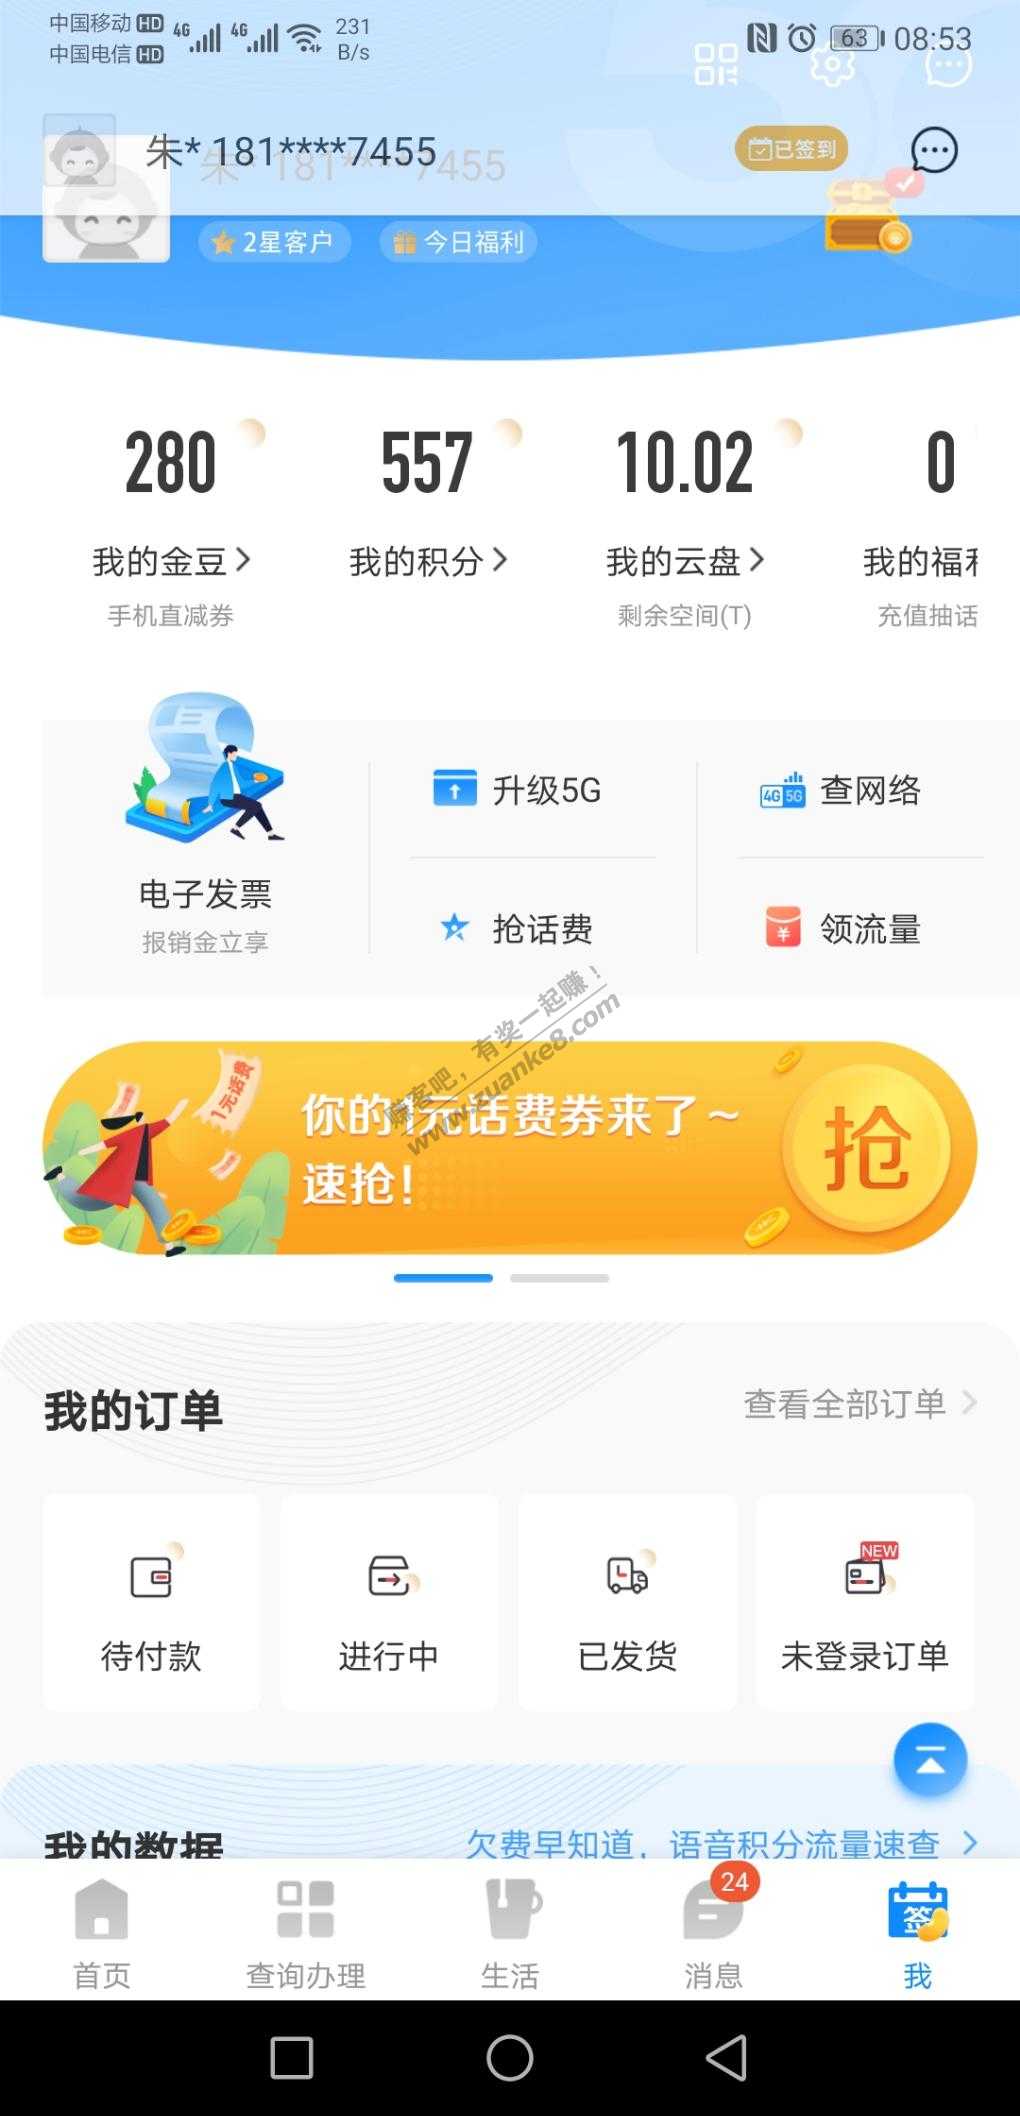 中国移动 HD 4G 4G 231
中国电信 HD B/s
63 08:53
朱* 181****7455
朱* 181****7455
已签到
2星客户
今日福利
280
557
10.02
0
我的金豆
我的积分
我的云盘
我的福利
手机直减券
剩余空间(T)
充值抽话
电子发票
报销金立享
升级5G
4G 5G
查网络
抢话费
领流量
赚客吧，有奖一起赚！
www.zuanke8.com
1元话费
你的1元话费券来了~
速抢!
抢
我的订单
查看全部订单
NEW
待付款
进行中
已发货
未登录订单
我的数据
欠费早知道，语音积分流量速查
24
签
首页
查询办理
生活
消息
我